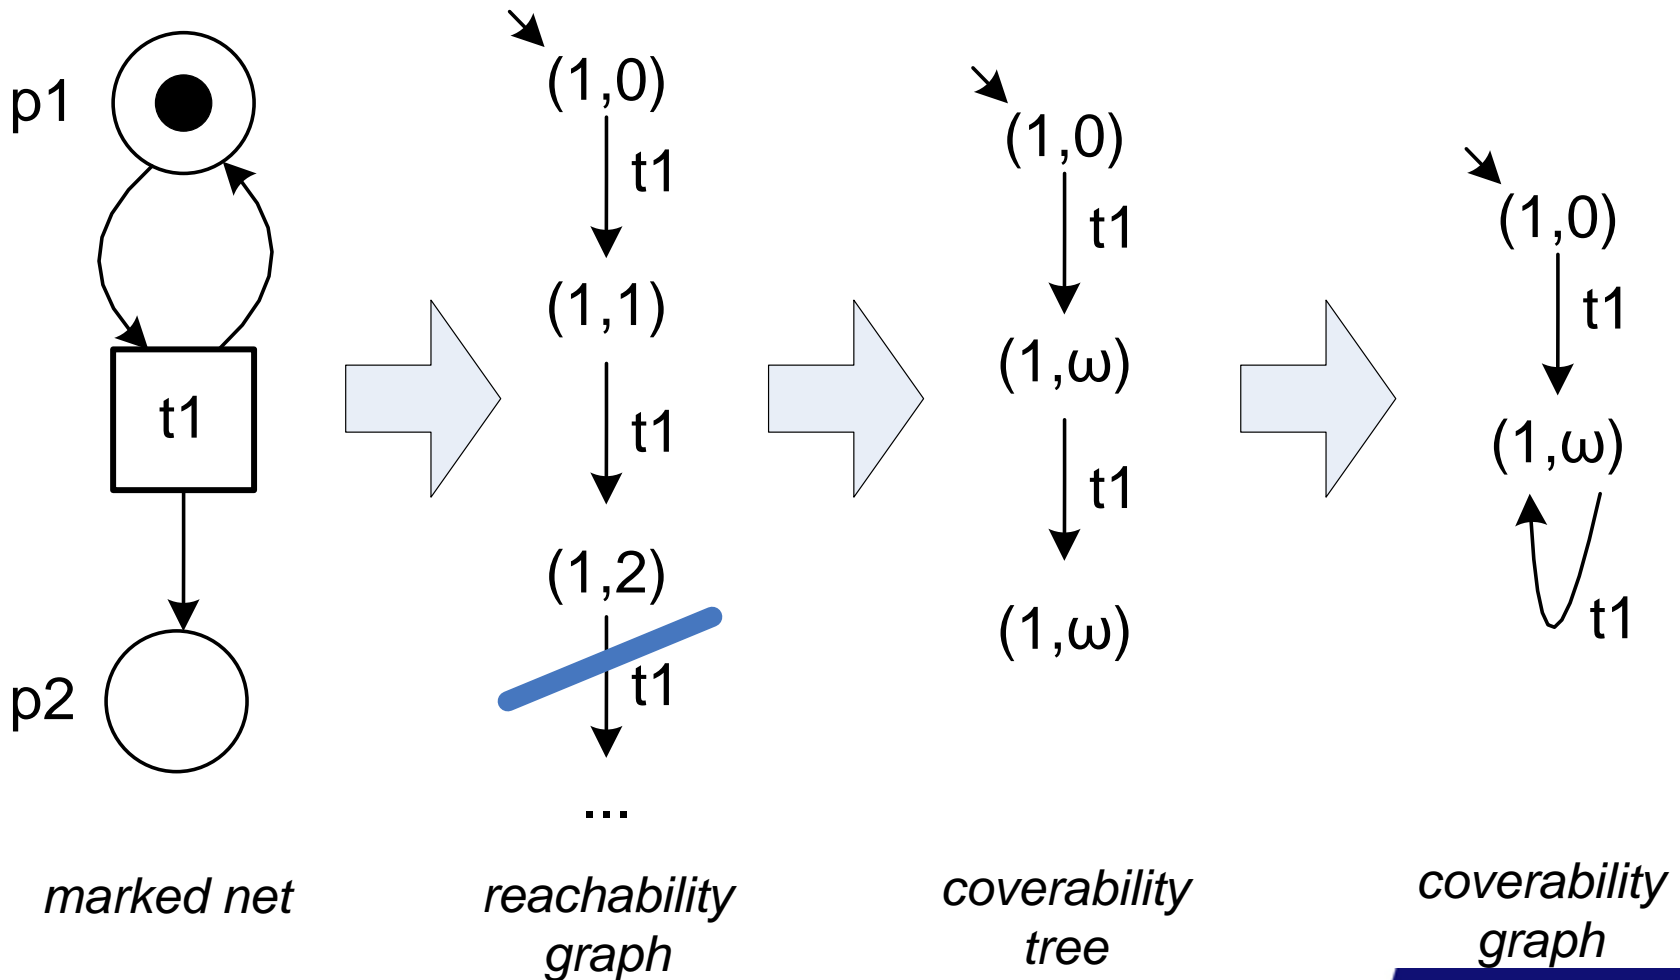 p1
t1
p2
marked net
(1,0)
t1
(1,1)
t1
(1,2)
t1
...
reachability
graph
(1,0)
t1
(1,ω)
t1
(1,ω)
coverability
tree
(1,0)
t1
(1,ω)
t1
coverability
graph